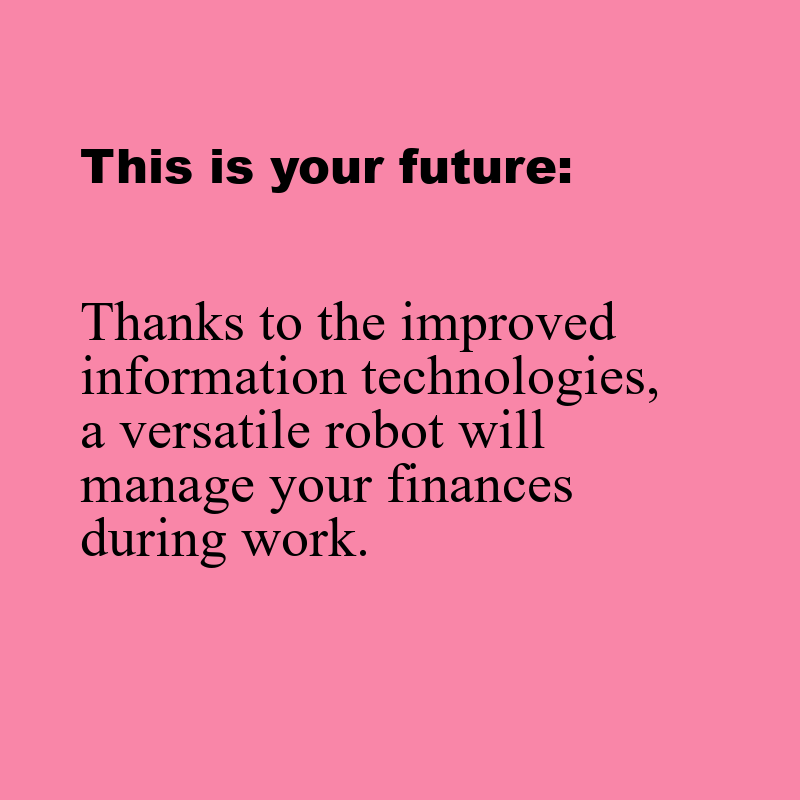 This is your future:
Thanks to the improved
information technologies,
a versatile robot will
manage your finances
during work.